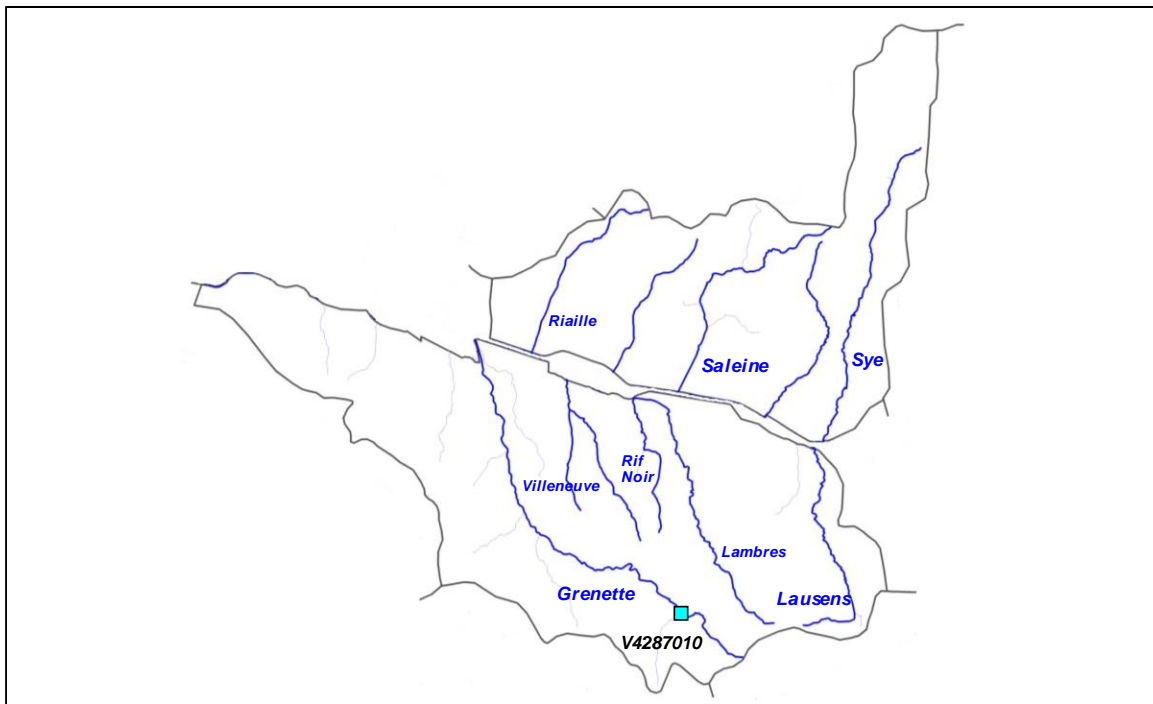 Riaille
Saleine
Sye
Rif
Noir
Villeneuve
Lambres
Grenette
Lausens
V4287010